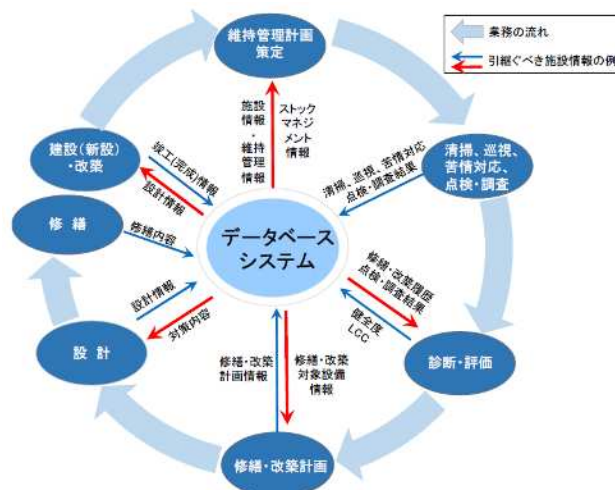 業務の流れ
引継ぐべき施設情報の例
維持管理計画
策定
施設情報・維持管理情報
ストックマネジメント情報
清掃、巡視、
苦情対応、
点検・調査
清掃、巡視、苦情対応
点検・調査結果
建設(新設)
・改築
竣工(完成)情報
設計情報
修 繕
修繕内容
データベース
システム
修繕・改築履歴
点検・調査結果
健全度
LCC
診断・評価
設計情報
対策内容
設 計
修繕・改築
計画情報
修繕・改築
対象設備
情報
修繕・改築計画